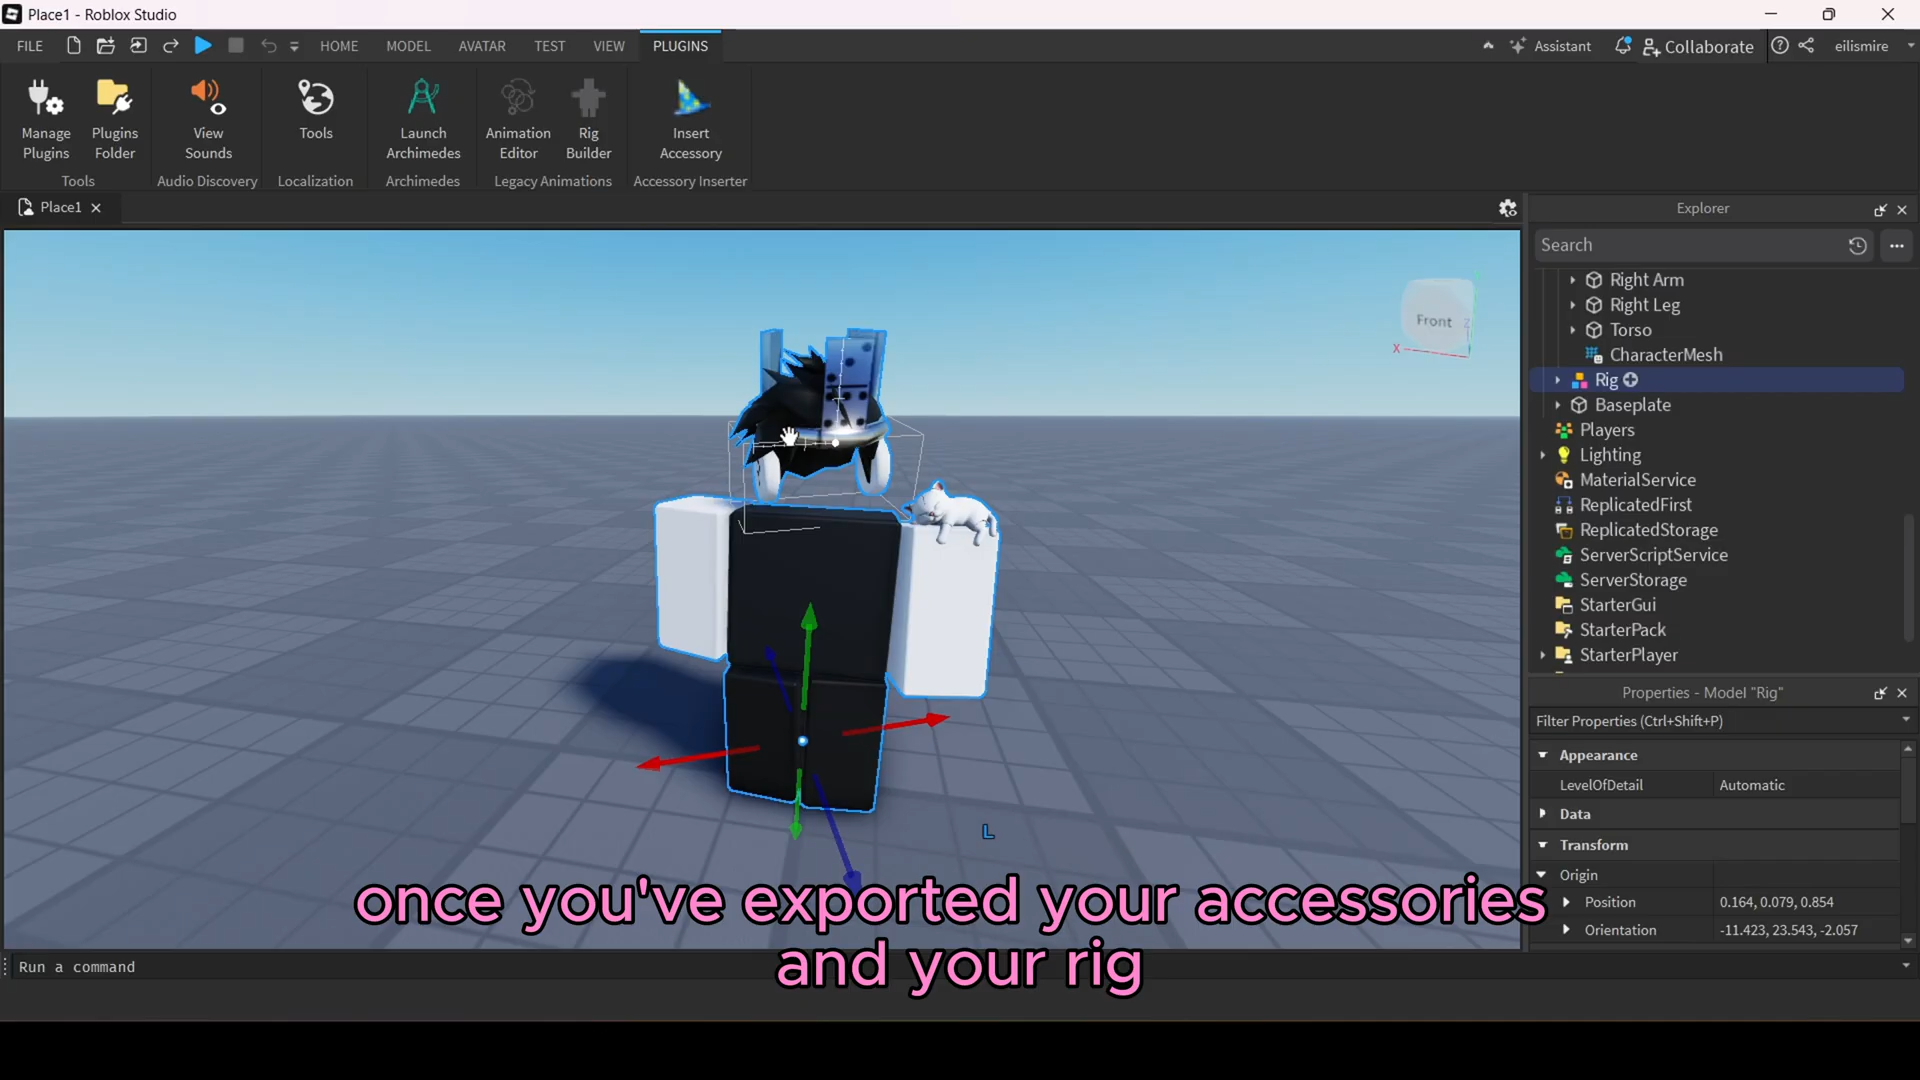 Place1 - Roblox Studio
FILE HOME MODEL AVATAR TEST VIEW PLUGINS Assistant Collaborate eilismire
Manage Plugins
Plugins Folder
View Sounds
Tools
Launch Archimedes
Animation Editor
Rig Builder
Insert Accessory
Tools Audio Discovery Localization Archimedes Legacy Animations Accessory Inserter
Place1
Front
X
Z
L
Explorer
Search
Right Arm
Right Leg
Torso
CharacterMesh
Rig
Baseplate
Players
Lighting
MaterialService
ReplicatedFirst
ReplicatedStorage
ServerScriptService
ServerStorage
StarterGui
StarterPack
StarterPlayer
Properties - Model "Rig"
Filter Properties (Ctrl+Shift+P)
Appearance
LevelOfDetail Automatic
Data
Transform
Origin
Position 0.164, 0.079, 0.854
Orientation -11.423, 23.543, -2.057
once you've exported your accessories
and your rig
Run a command